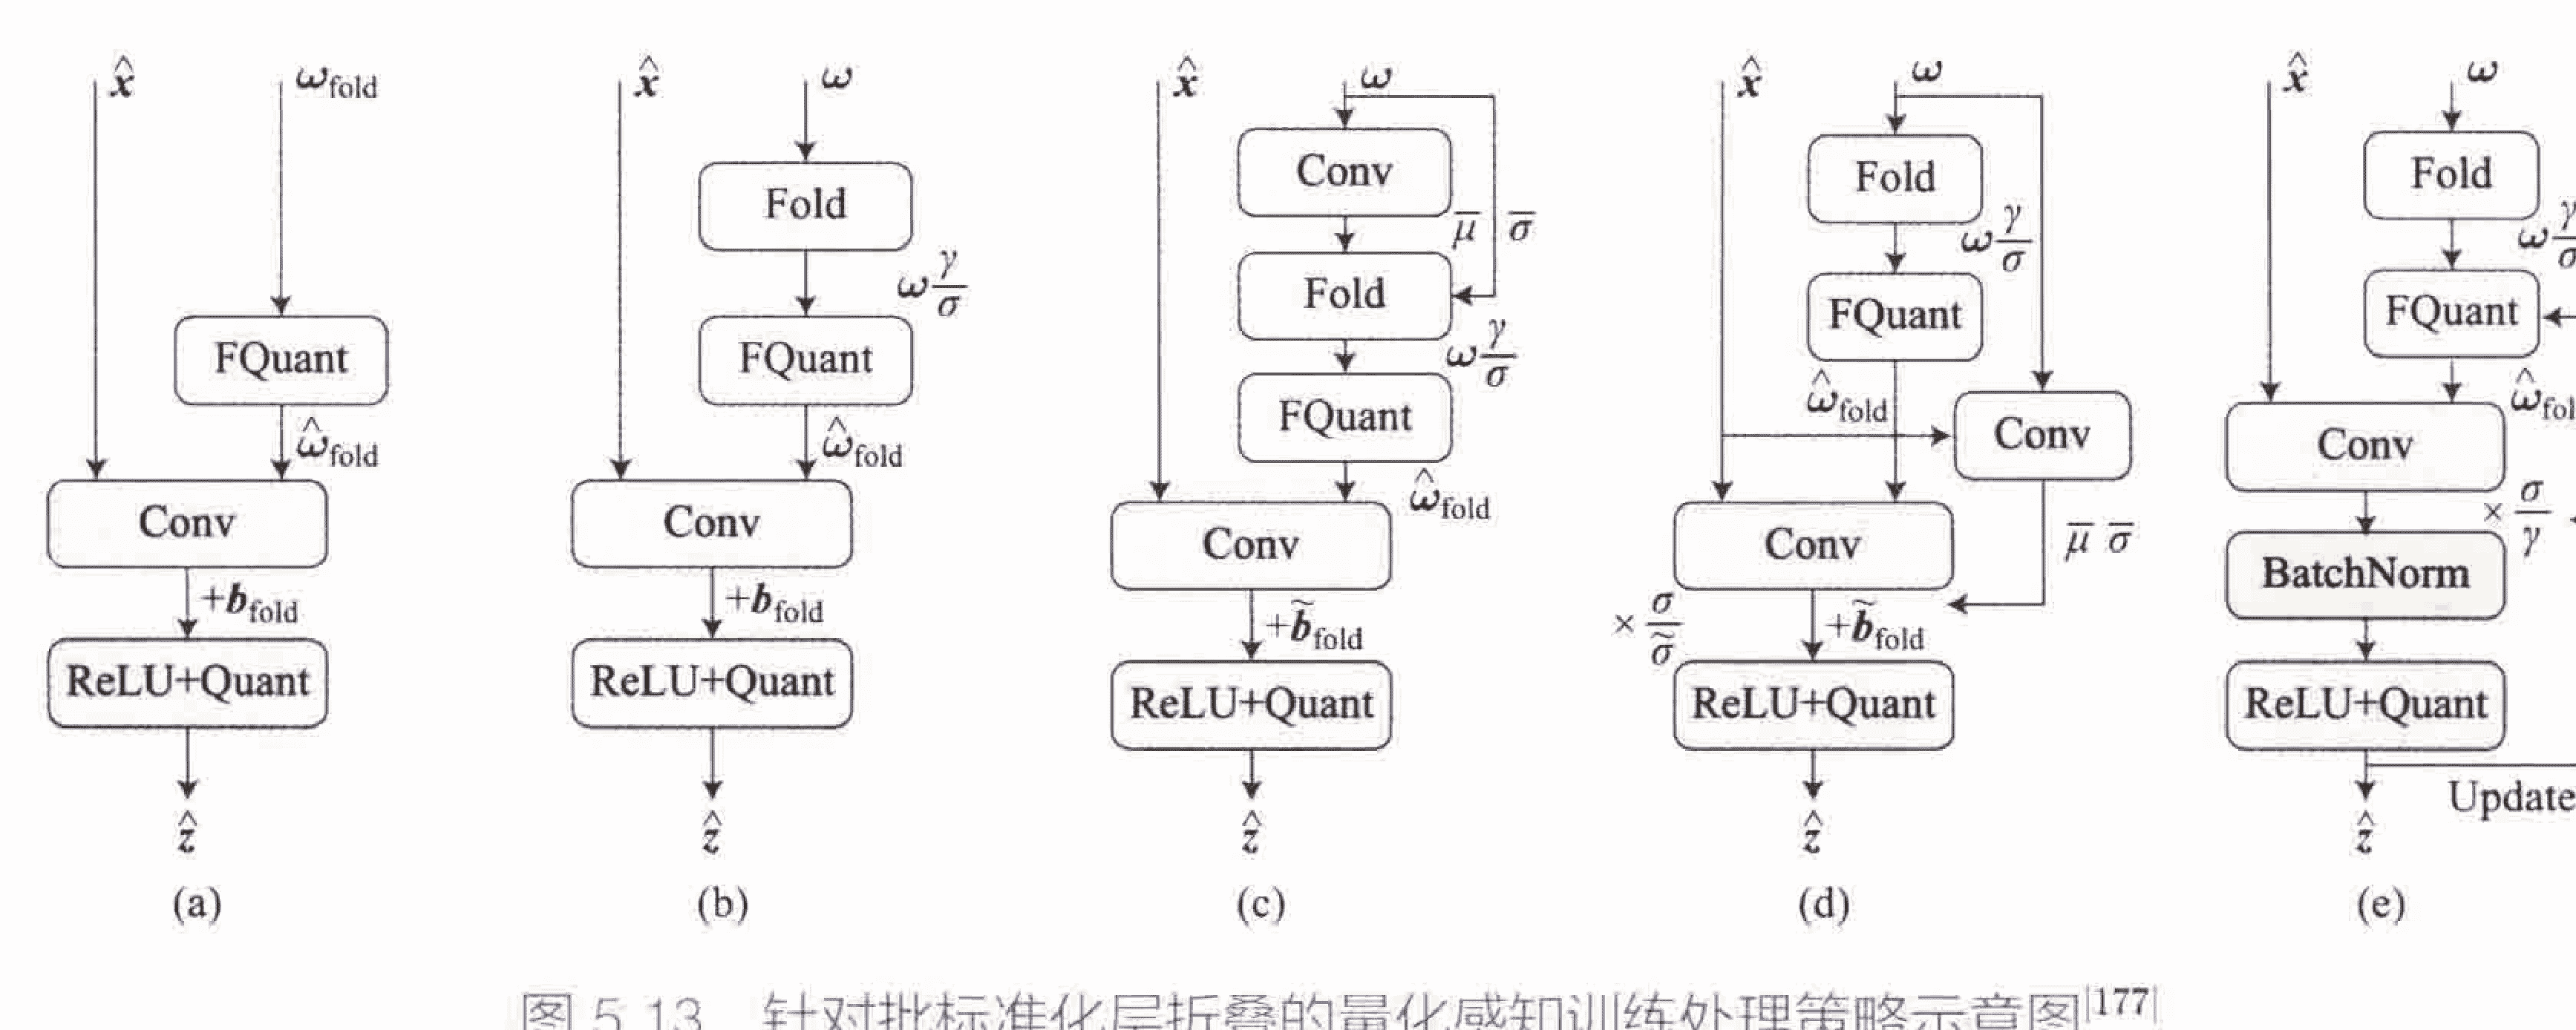 x̂ ω_fold
FQuant
ω̂_fold
Conv
+b_fold
ReLU+Quant
ẑ
(a)
x̂ ω
Fold
ω γ/σ
FQuant
ω̂_fold
Conv
+b_fold
ReLU+Quant
ẑ
(b)
x̂ ω
Conv
μ̄ σ̄
Fold
ω γ/σ
FQuant
ω̂_fold
Conv
+b̃_fold
ReLU+Quant
ẑ
(c)
x̂ ω
Fold
ω γ/σ
FQuant
ω̂_fold
Conv
Conv
μ̄ σ̄
× σ/σ̃ +b̃_fold
ReLU+Quant
ẑ
(d)
x̂ ω
Fold
ω γ/σ
FQuant
ω̂_fol
Conv
× σ/γ
BatchNorm
ReLU+Quant
Update
ẑ
(e)
图 5.13 针对批标准化层折叠的量化感知训练处理策略示意图[177]